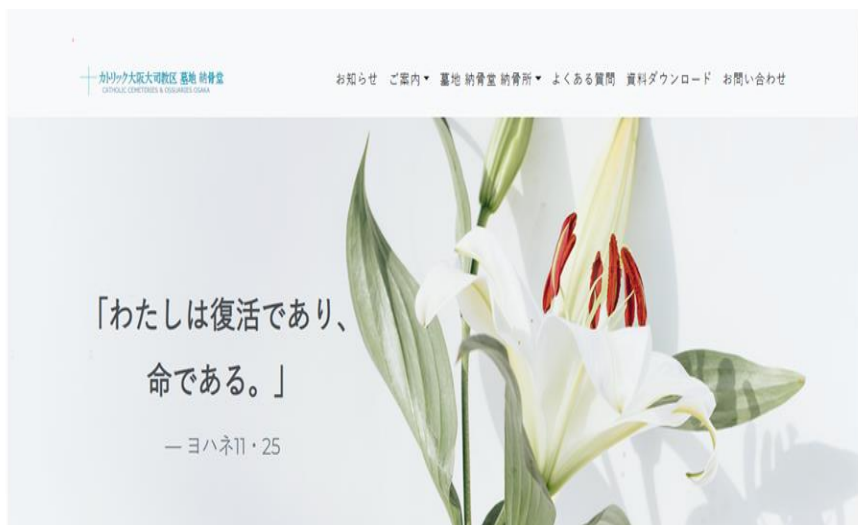 カトリック大阪大司教区 墓地 納骨堂
CATHOLIC CEMETERIES & OSSUARIES OSAKA
お知らせ ご案内▼ 墓地 納骨堂 納骨所▼ よくある質問 資料ダウンロード お問い合わせ
「わたしは復活であり、
命である。」
— ヨハネ11・25